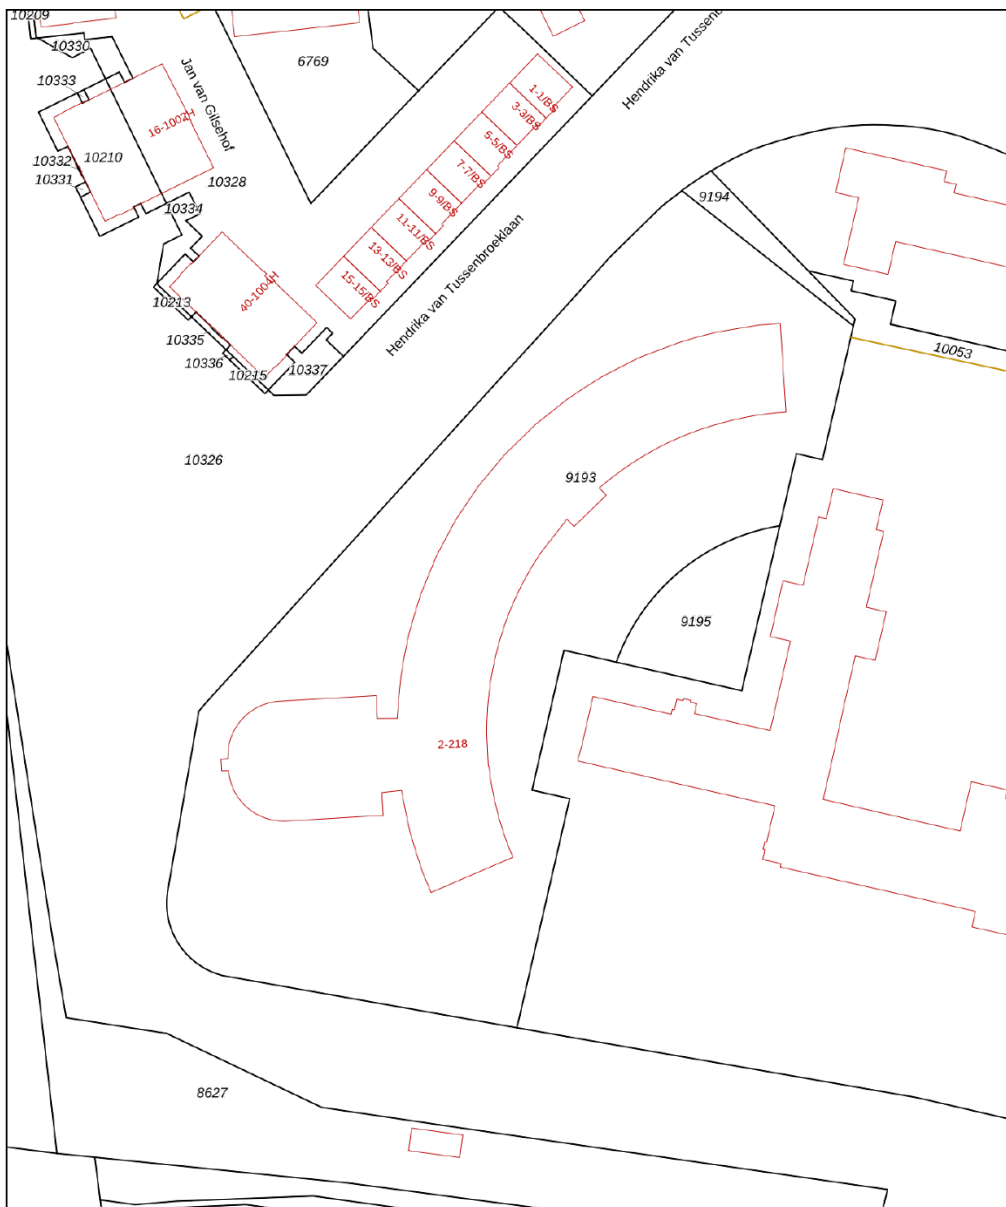 10209
10330
6769
Jan van Gilsehof
10333
16-1002H
1-1/BS
3-3/BS
5-5/BS
7-7/BS
9-9/BS
11-11/BS
13-13/BS
15-15/BS
Hendrika van
10332
10210
10331
10328
10334
9194
Hendrika van Tussenbroeklaan
40-1004H
10213
10335
10336
10215
10337
10053
10326
9193
9195
2-218
8627